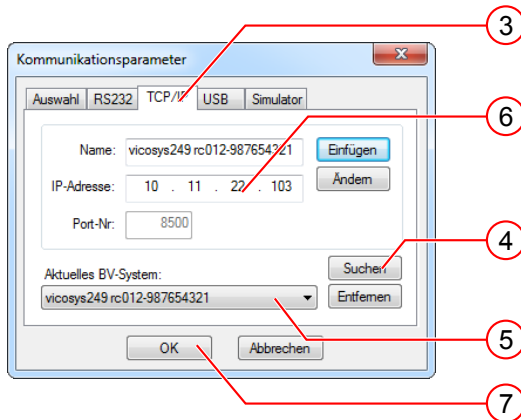 3
Kommunikationsparameter
Auswahl RS232 TCP/IP USB Simulator
6
Name: vicosys249 rc012-987654321 Einfügen
IP-Adresse: 10 . 11 . 22 . 103 Ändern
Port-Nr: 8500
4
Aktuelles BV-System: Suchen
vicosys249 rc012-987654321 Entfernen
5
OK Abbrechen
7